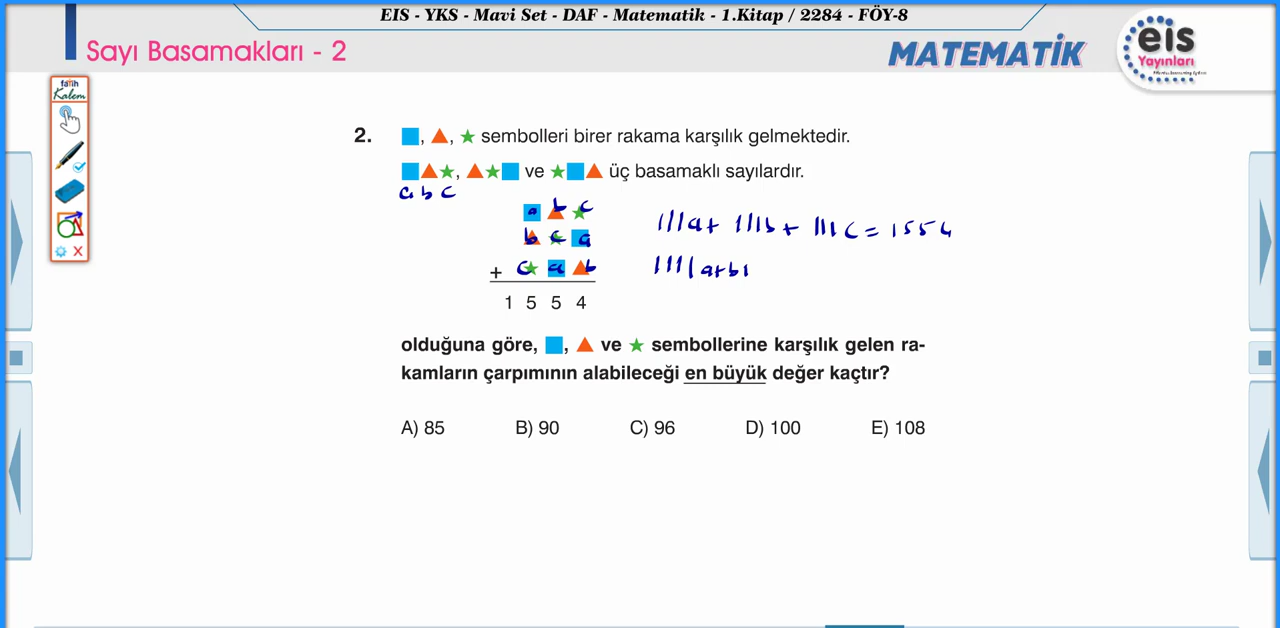 EIS - YKS - Mavi Set - DAF - Matematik - 1.Kitap / 2284 - FÖY-8
Sayı Basamakları - 2
MATEMATİK
eis
Yayınları
fatih
Kalem
2. , , sembolleri birer rakama karşılık gelmektedir.
, ve üç basamaklı sayılardır.
a b c
a b c
b c a
+ c a b
1 5 5 4
111a + 111b + 111c = 1554
111(a+b+
olduğuna göre, , ve sembollerine karşılık gelen ra-
kamların çarpımının alabileceği en büyük değer kaçtır?
A) 85 B) 90 C) 96 D) 100 E) 108
X